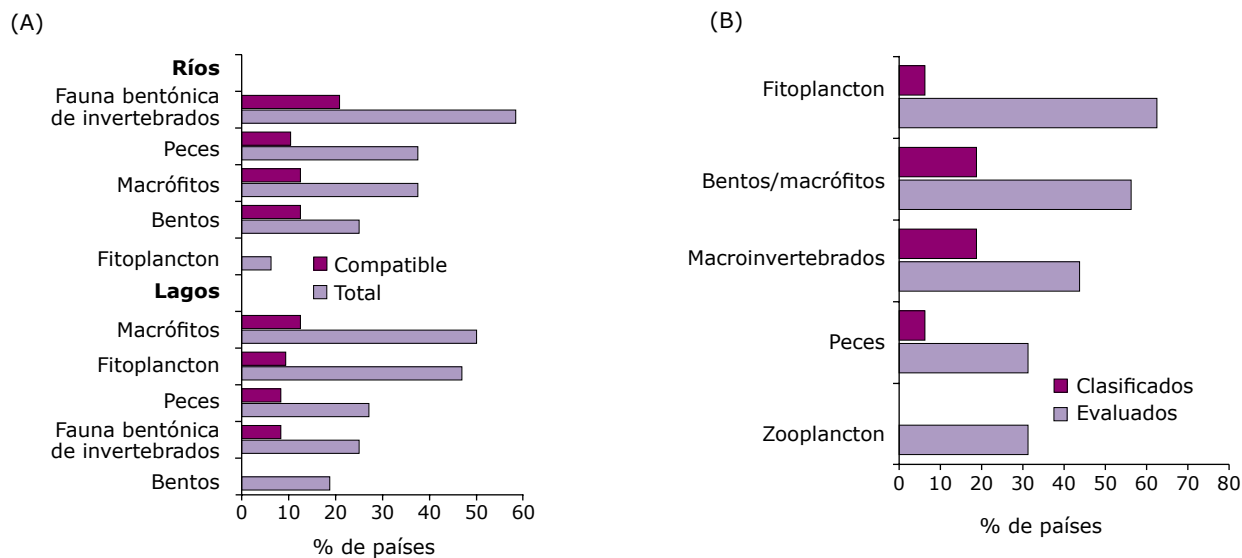 (A)
Ríos
Fauna bentónica
de invertebrados
Peces
Macrófitos
Bentos
Fitoplancton
Compatible
Total
Lagos
Macrófitos
Fitoplancton
Peces
Fauna bentónica
de invertebrados
Bentos
0 10 20 30 40 50 60
% de países
(B)
Fitoplancton
Bentos/macrófitos
Macroinvertebrados
Peces
Clasificados
Evaluados
Zooplancton
0 10 20 30 40 50 60 70 80
% de países